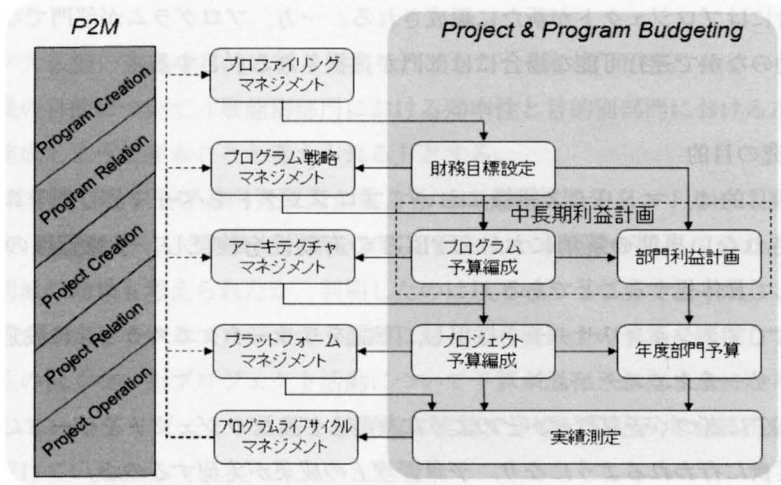 P2M
Project & Program Budgeting
Program Creation
Program Relation
Project Creation
Project Relation
Project Operation
プロファイリング
マネジメント
プログラム戦略
マネジメント
財務目標設定
中長期利益計画
アーキテクチャ
マネジメント
プログラム
予算編成
部門利益計画
プラットフォーム
マネジメント
プロジェクト
予算編成
年度部門予算
プログラムライフサイクル
マネジメント
実績測定